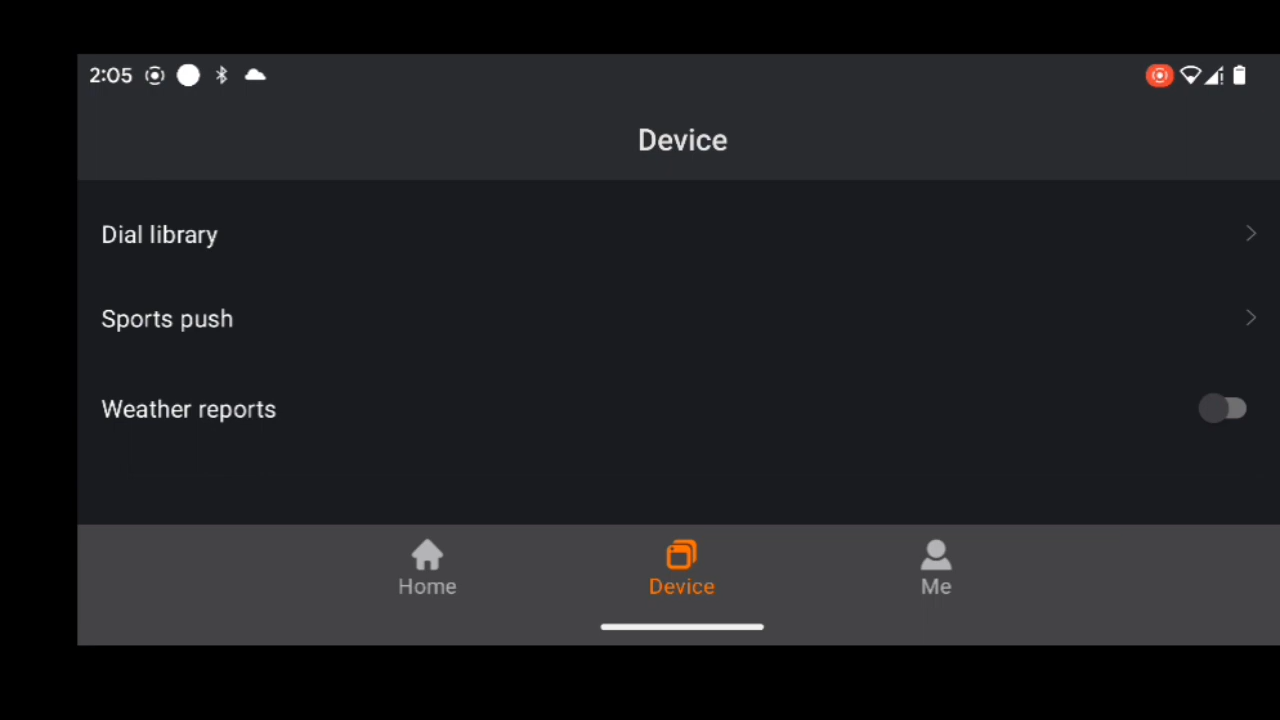 2:05
Device
Dial library
Sports push
Weather reports
Home
Device
Me